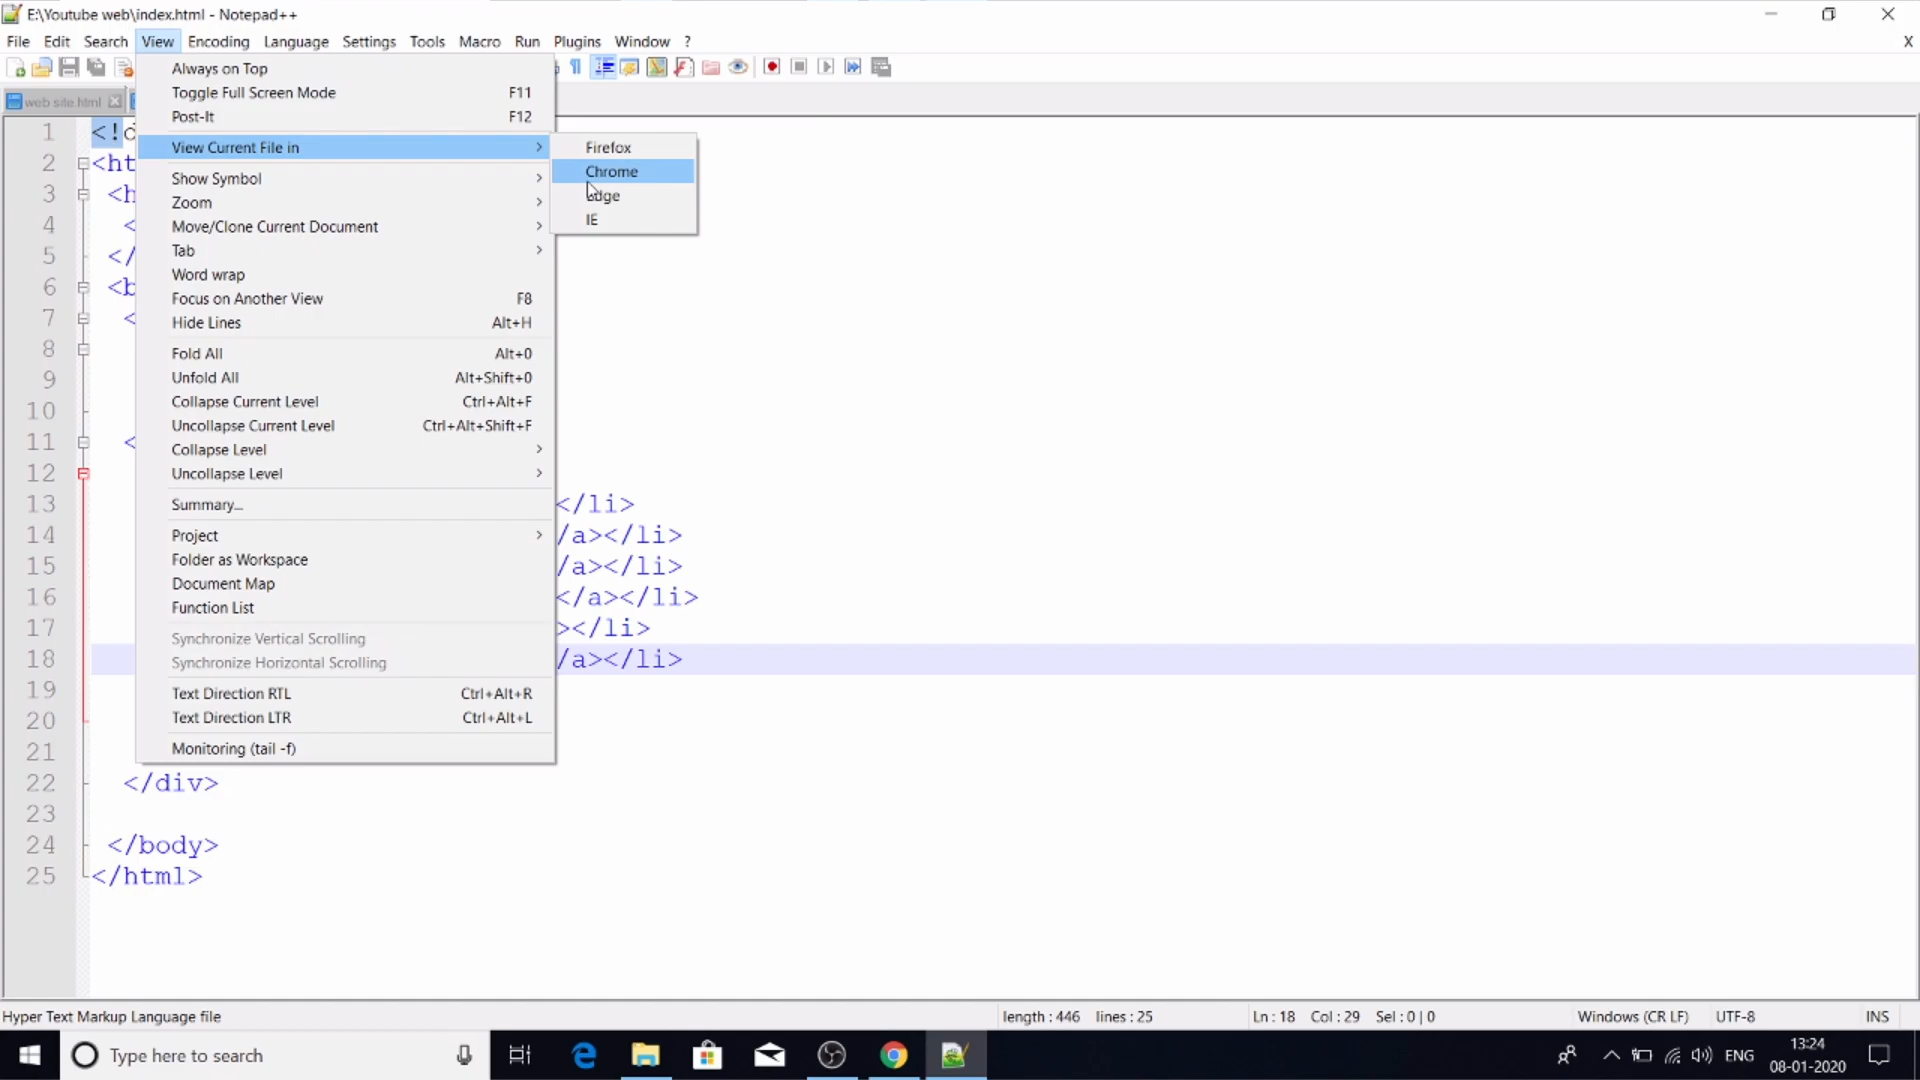 E:\Youtube web\index.html - Notepad++
File Edit Search View Encoding Language Settings Tools Macro Run Plugins Window ? X
web site.html
Always on Top
Toggle Full Screen Mode F11
Post-It F12
View Current File in
Firefox
Chrome
Edge
IE
Show Symbol
Zoom
Move/Clone Current Document
Tab
Word wrap
Focus on Another View F8
Hide Lines Alt+H
Fold All Alt+0
Unfold All Alt+Shift+0
Collapse Current Level Ctrl+Alt+F
Uncollapse Current Level Ctrl+Alt+Shift+F
Collapse Level
Uncollapse Level
Summary...
Project
Folder as Workspace
Document Map
Function List
Synchronize Vertical Scrolling
Synchronize Horizontal Scrolling
Text Direction RTL Ctrl+Alt+R
Text Direction LTR Ctrl+Alt+L
Monitoring (tail -f)
1 <!d
2 <ht
3 <h
4 <
5 </
6 <b
7 <
8
9
10
11 <
12
13 </li>
14 /a></li>
15 /a></li>
16 </a></li>
17 ></li>
18 /a></li>
19
20
21
22 </div>
23
24 </body>
25 </html>
Hyper Text Markup Language file length : 446 lines : 25 Ln : 18 Col : 29 Sel : 0 | 0 Windows (CR LF) UTF-8 INS
Type here to search
ENG
13:24
08-01-2020